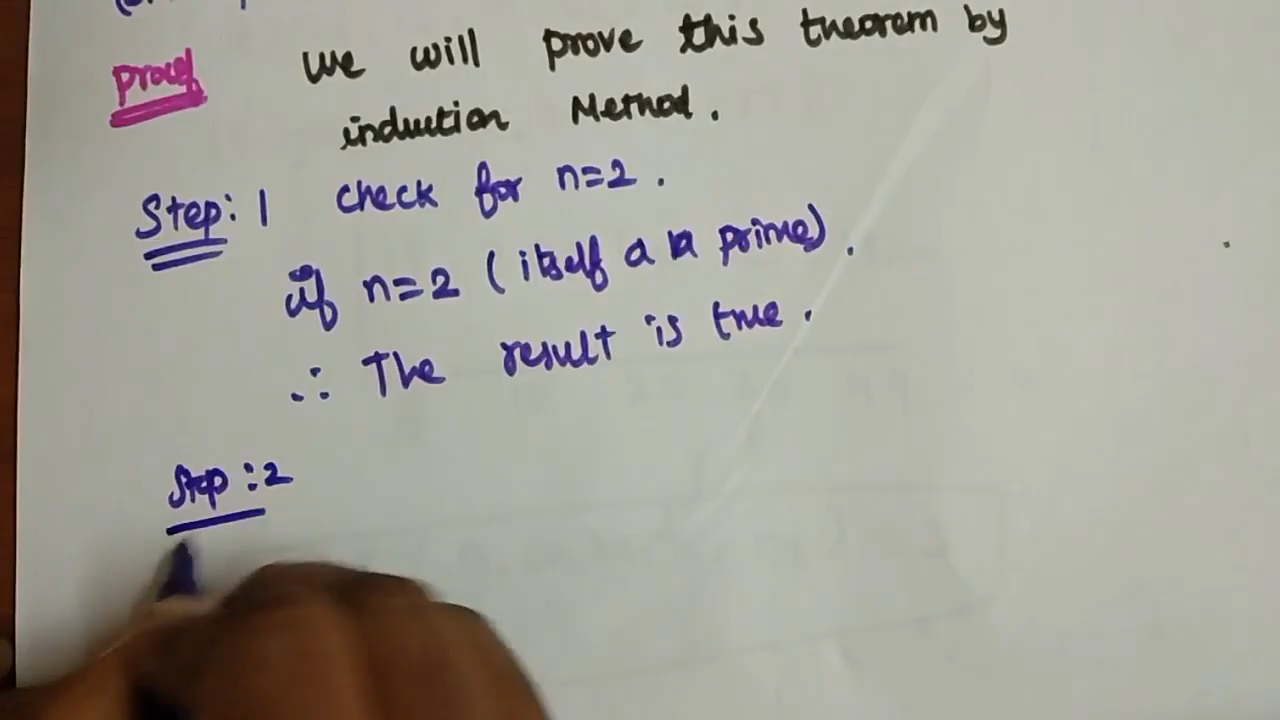 Proof We will prove this theorem by
induction Method.
Step: 1 Check for n=2.
if n=2 (itself a prime).
∴ The result is true.
Step :2